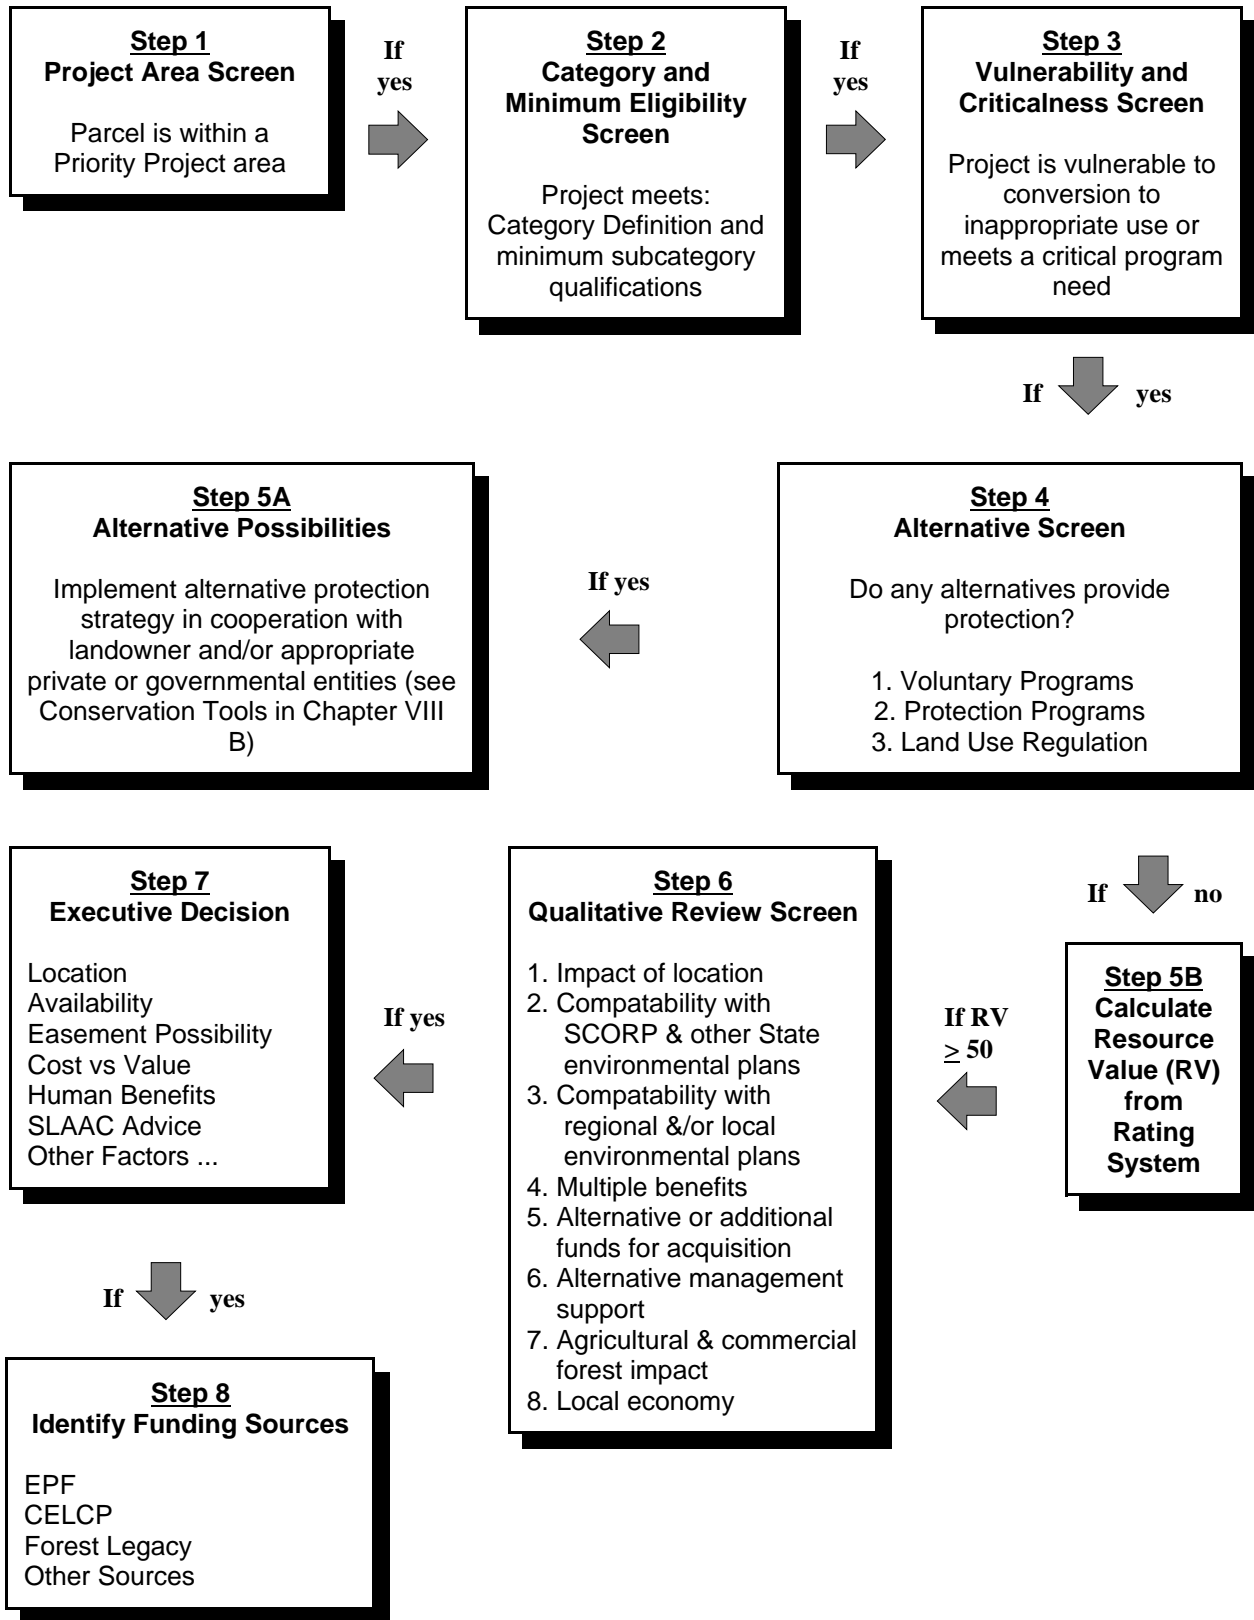 Step 1
Project Area Screen
Parcel is within a
Priority Project area
If
yes
Step 2
Category and
Minimum Eligibility
Screen
Project meets:
Category Definition and
minimum subcategory
qualifications
If
yes
Step 3
Vulnerability and
Criticalness Screen
Project is vulnerable to
conversion to
inappropriate use or
meets a critical program
need
If yes
Step 4
Alternative Screen
Do any alternatives provide
protection?
1. Voluntary Programs
2. Protection Programs
3. Land Use Regulation
If yes
Step 5A
Alternative Possibilities
Implement alternative protection
strategy in cooperation with
landowner and/or appropriate
private or governmental entities (see
Conservation Tools in Chapter VIII
B)
If no
Step 5B
Calculate
Resource
Value (RV)
from
Rating
System
If RV
≥ 50
Step 6
Qualitative Review Screen
1. Impact of location
2. Compatability with
SCORP & other State
environmental plans
3. Compatability with
regional &/or local
environmental plans
4. Multiple benefits
5. Alternative or additional
funds for acquisition
6. Alternative management
support
7. Agricultural & commercial
forest impact
8. Local economy
If yes
Step 7
Executive Decision
Location
Availability
Easement Possibility
Cost vs Value
Human Benefits
SLAAC Advice
Other Factors ...
If yes
Step 8
Identify Funding Sources
EPF
CELCP
Forest Legacy
Other Sources